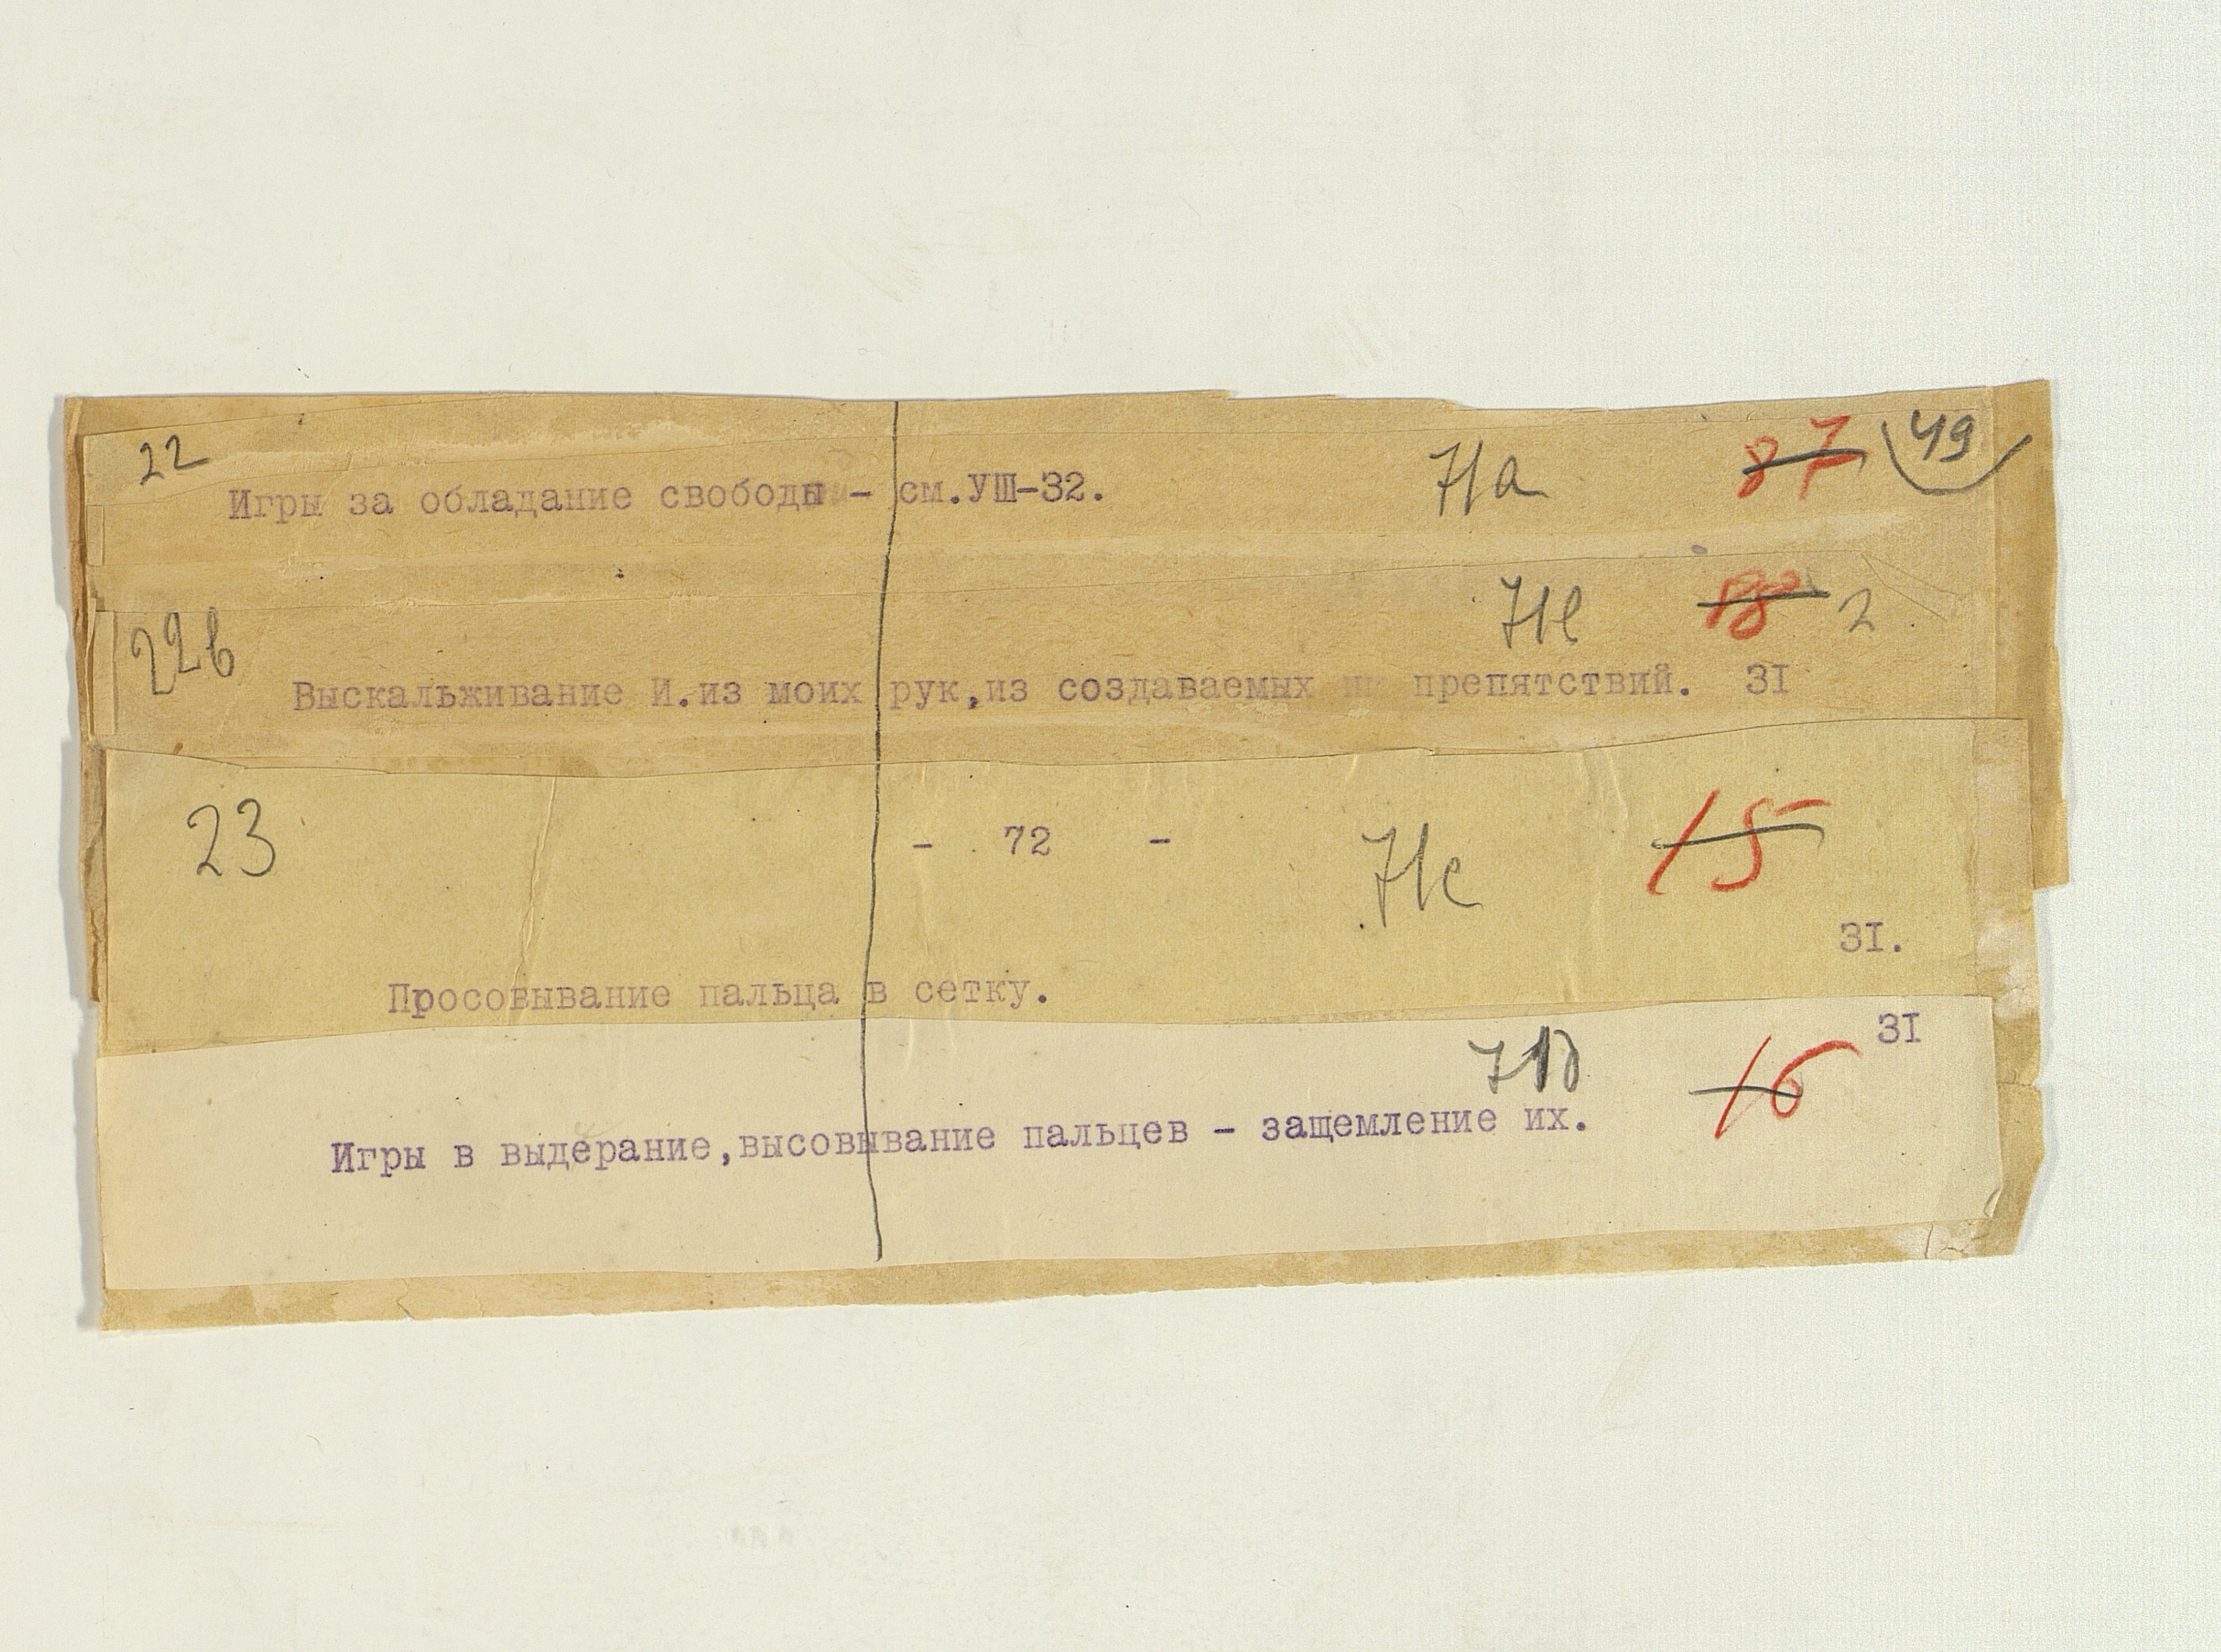 22 71а 87 49
Игры за обладание свободы - см.УШ-32.
22в 71е 2
Выскальживание И.из моих рук,из создаваемых препятствий. 31
23 - 72 - 71с 15
31.
Просовывание пальца в сетку.
31
71д 16
Игры в выдерание,высовывание пальцев - защемление их.